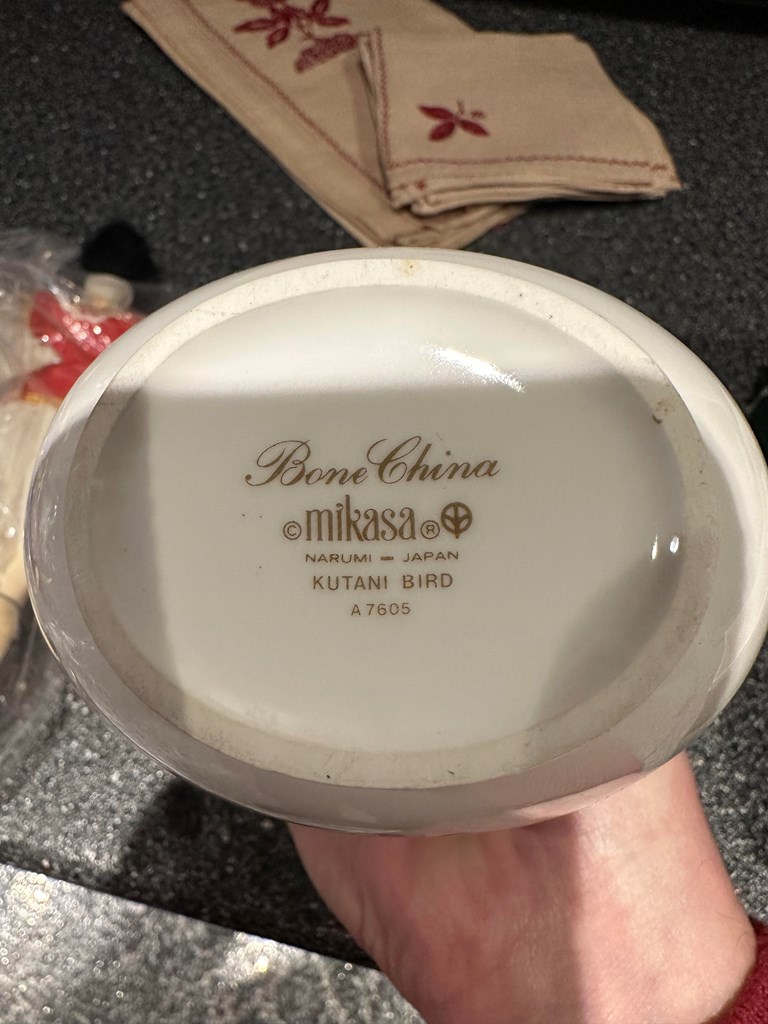 Bone China
©mikasa®
NARUMI – JAPAN
KUTANI BIRD
A7605